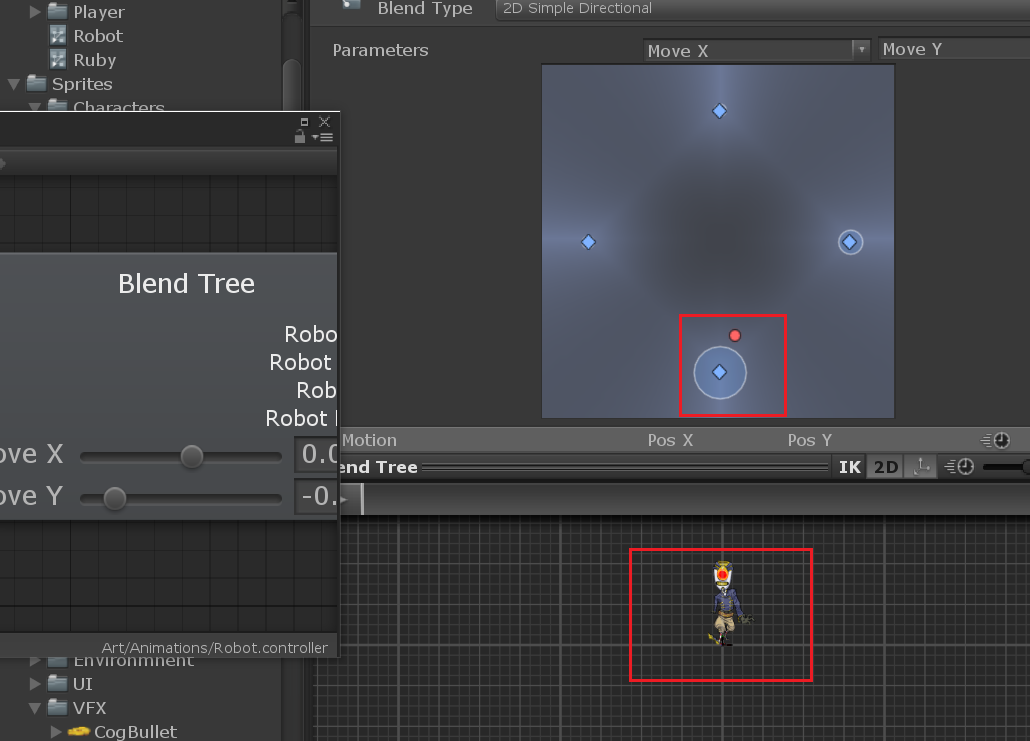 Player
Robot
Ruby
Sprites
Characters
Blend Type
2D Simple Directional
Parameters
Move X
Move Y
Blend Tree
Robo
Robot
Rob
Robot
ove X
0.0
ove Y
-0.
Art/Animations/Robot.controller
Motion
Pos X
Pos Y
end Tree
IK
2D
Environmnent
UI
VFX
CogBullet